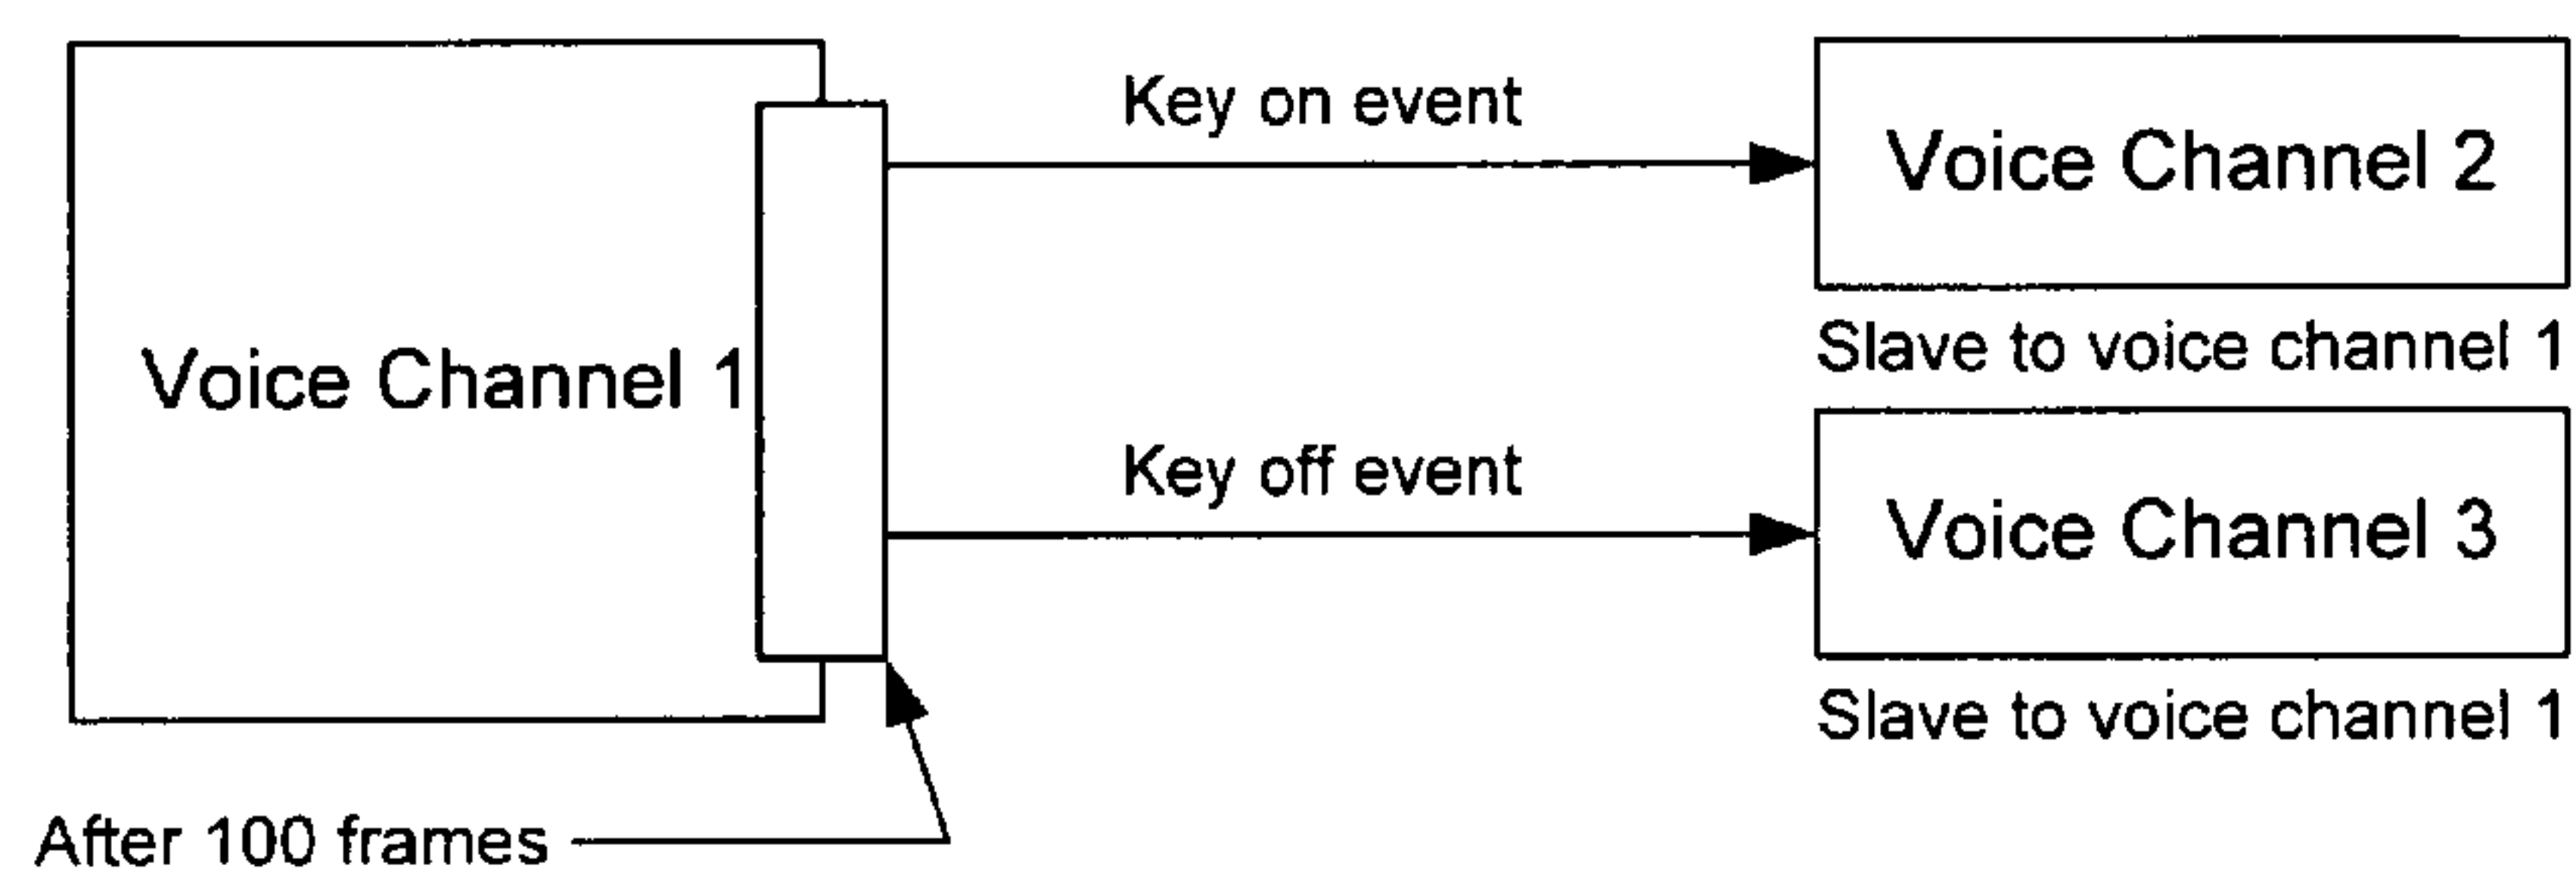 Key on event
Voice Channel 2
Slave to voice channel 1
Voice Channel 1
Key off event
Voice Channel 3
Slave to voice channel 1
After 100 frames